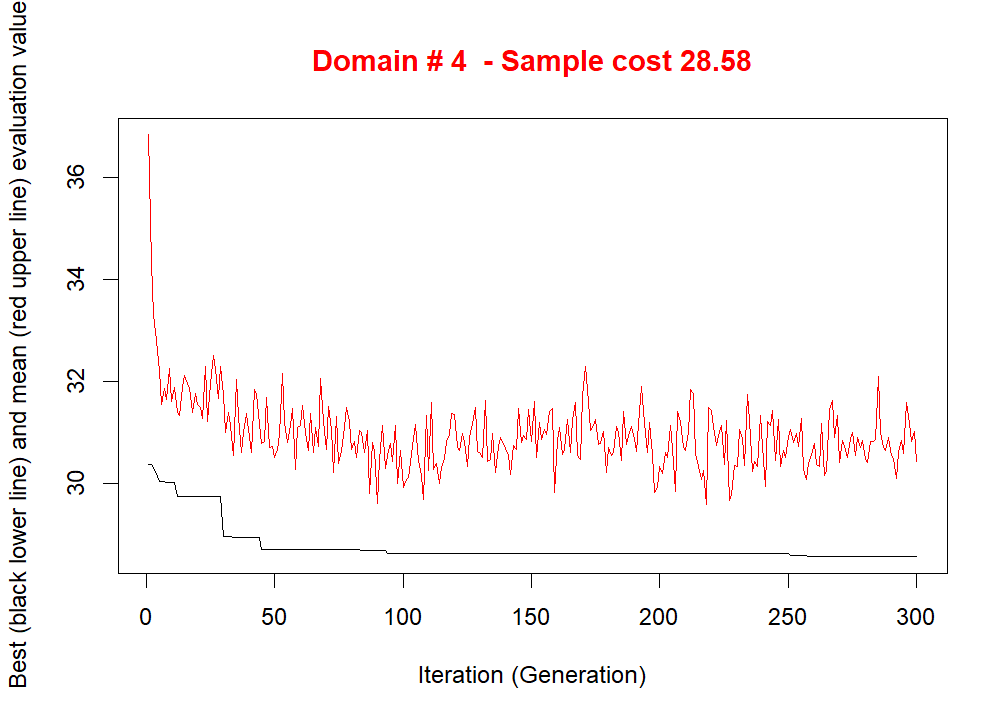 Domain # 4  - Sample cost 28.58
Best (black lower line) and mean (red upper line) evaluation value
36
34
32
30
0 50 100 150 200 250 300
Iteration (Generation)